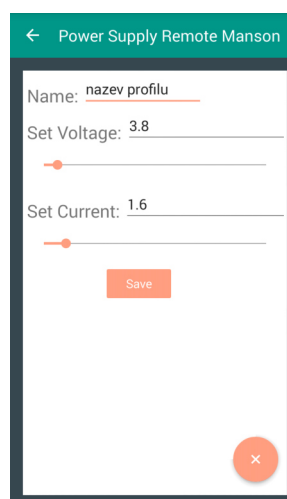 Power Supply Remote Manson
Name: nazev profilu
Set Voltage: 3.8
Set Current: 1.6
Save